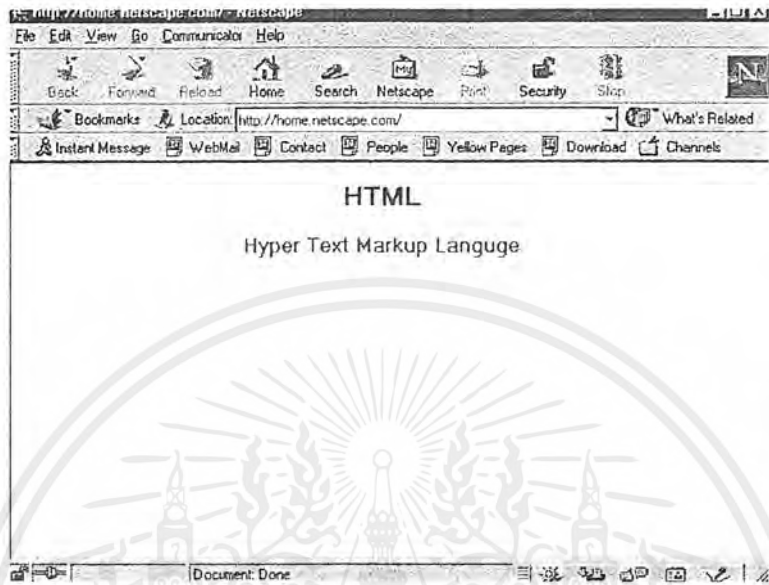 http://home.netscape.com/ - Netscape
File Edit View Go Communicator Help
Back Forward Reload Home Search Netscape Print Security Stop
Bookmarks Location: http://home.netscape.com/ What's Related
Instant Message WebMail Contact People Yellow Pages Download Channels
HTML
Hyper Text Markup Languge
Document: Done